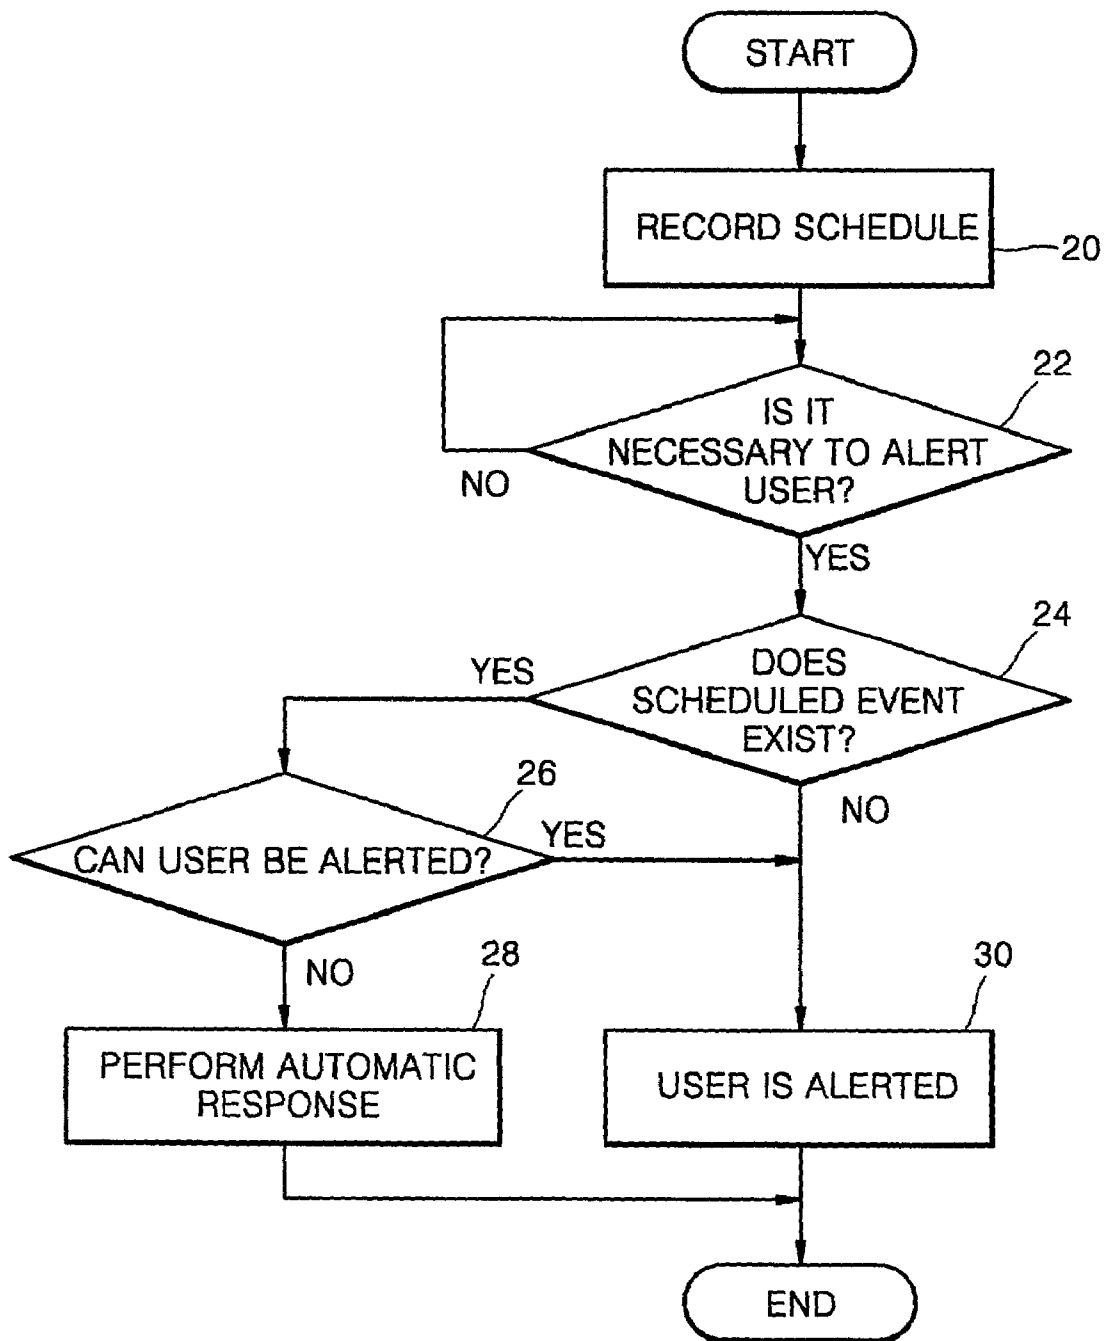 START
RECORD SCHEDULE
20
22
IS IT
NECESSARY TO ALERT
USER?
NO
YES
24
DOES
SCHEDULED EVENT
EXIST?
YES
NO
26
CAN USER BE ALERTED?
YES
NO
28
PERFORM AUTOMATIC
RESPONSE
30
USER IS ALERTED
END